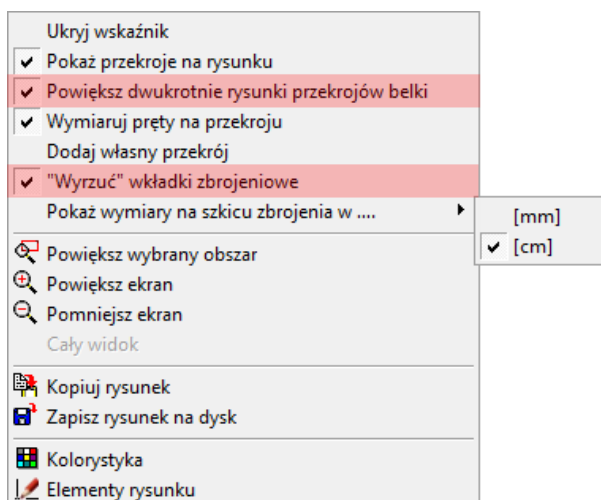 Ukryj wskaźnik
Pokaż przekroje na rysunku
Powiększ dwukrotnie rysunki przekrojów belki
Wymiaruj pręty na przekroju
Dodaj własny przekrój
"Wyrzuć" wkładki zbrojeniowe
Pokaż wymiary na szkicu zbrojenia w ....
[mm]
[cm]
Powiększ wybrany obszar
Powiększ ekran
Pomniejsz ekran
Cały widok
Kopiuj rysunek
Zapisz rysunek na dysk
Kolorystyka
Elementy rysunku